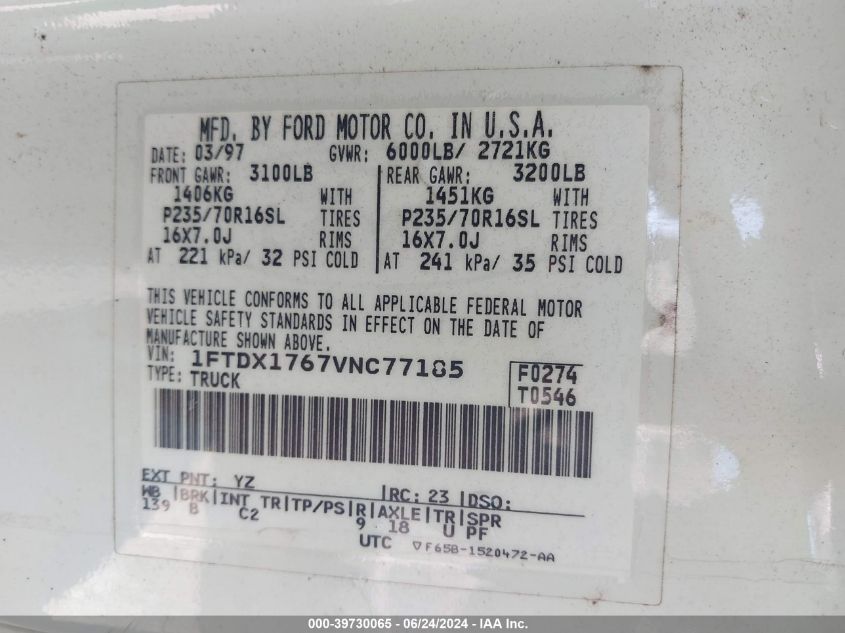 MFD. BY FORD MOTOR CO. IN U.S.A.
DATE: 03/97 GVWR: 6000LB/ 2721KG
FRONT GAWR: 3100LB REAR GAWR: 3200LB
1406KG WITH 1451KG WITH
P235/70R16SL TIRES P235/70R16SL TIRES
16X7.0J RIMS 16X7.0J RIMS
AT 221 kPa/ 32 PSI COLD AT 241 kPa/ 35 PSI COLD
THIS VEHICLE CONFORMS TO ALL APPLICABLE FEDERAL MOTOR
VEHICLE SAFETY STANDARDS IN EFFECT ON THE DATE OF
MANUFACTURE SHOWN ABOVE.
VIN: 1FTDX1767VNC77185
TYPE: TRUCK
F0274
T0546
EXT PNT: YZ RC: 23 DSO:
WB |BRK|INT TR|TP/PS|R|AXLE|TR|SPR
139 B C2 9 18 U PF
UTC ▽F65B-1520472-AA
000-39730065 - 06/24/2024 - IAA Inc.